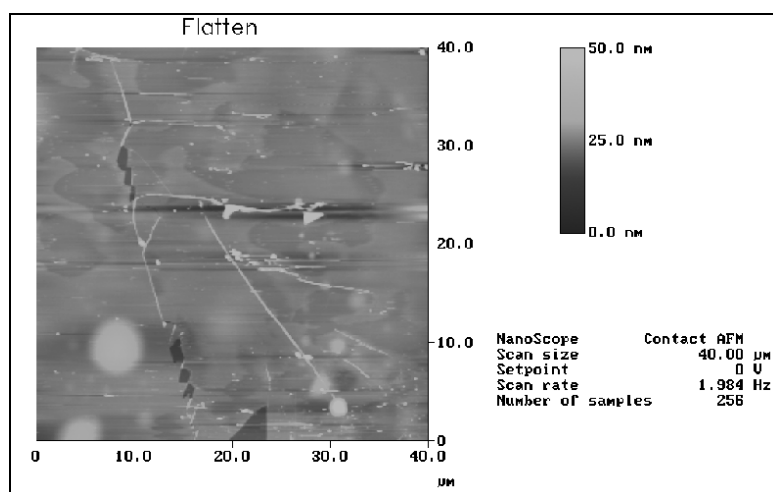 Flatten
40.0
30.0
20.0
10.0
0
0 10.0 20.0 30.0 40.0
µM
50.0 nm
25.0 nm
0.0 nm
NanoScope Contact AFM
Scan size 40.00 µm
Setpoint 0 V
Scan rate 1.984 Hz
Number of samples 256